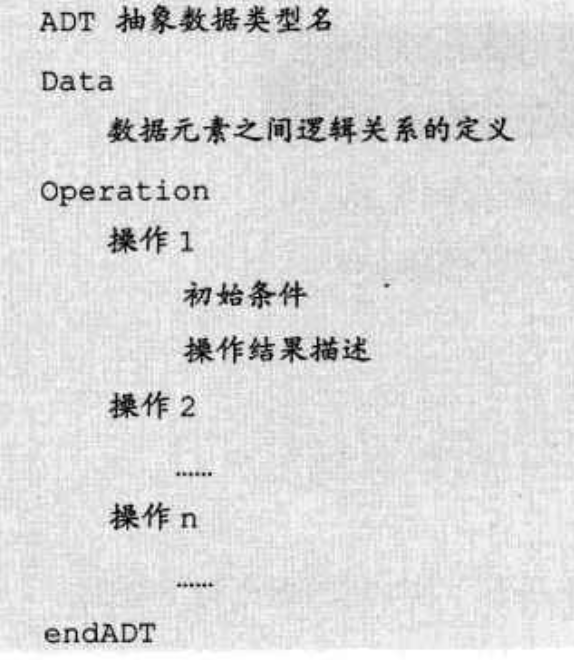 ADT 抽象数据类型名
Data
数据元素之间逻辑关系的定义
Operation
操作1
初始条件
操作结果描述
操作2
……
操作n
……
endADT